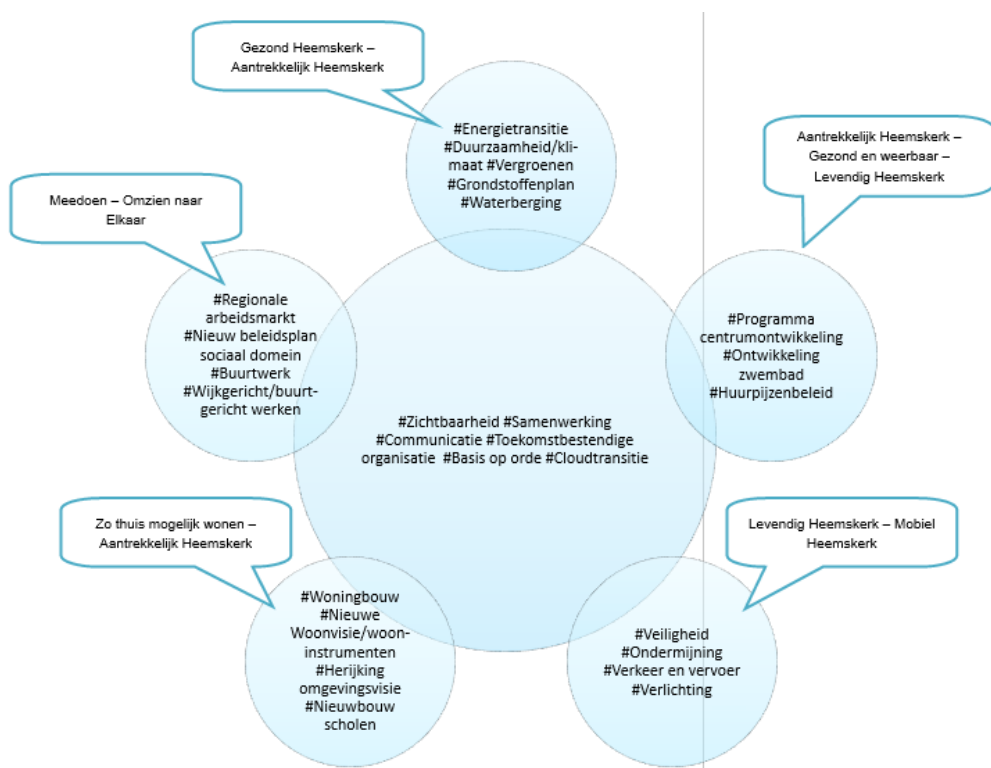 Gezond Heemskerk –
Aantrekkelijk Heemskerk
#Energietransitie
#Duurzaamheid/kli-
maat #Vergroenen
#Grondstoffenplan
#Waterberging
Aantrekkelijk Heemskerk –
Gezond en weerbaar –
Levendig Heemskerk
Meedoen – Omzien naar
Elkaar
#Regionale
arbeidsmarkt
#Nieuw beleidsplan
sociaal domein
#Buurtwerk
#Wijkgericht/buurt-
gericht werken
#Programma
centrumontwikkeling
#Ontwikkeling
zwembad
#Huurpijzenbeleid
#Zichtbaarheid #Samenwerking
#Communicatie #Toekomstbestendige
organisatie #Basis op orde #Cloudtransitie
Zo thuis mogelijk wonen –
Aantrekkelijk Heemskerk
Levendig Heemskerk – Mobiel
Heemskerk
#Woningbouw
#Nieuwe
Woonvisie/woon-
instrumenten
#Herijking
omgevingsvisie
#Nieuwbouw
scholen
#Veiligheid
#Ondermijning
#Verkeer en vervoer
#Verlichting